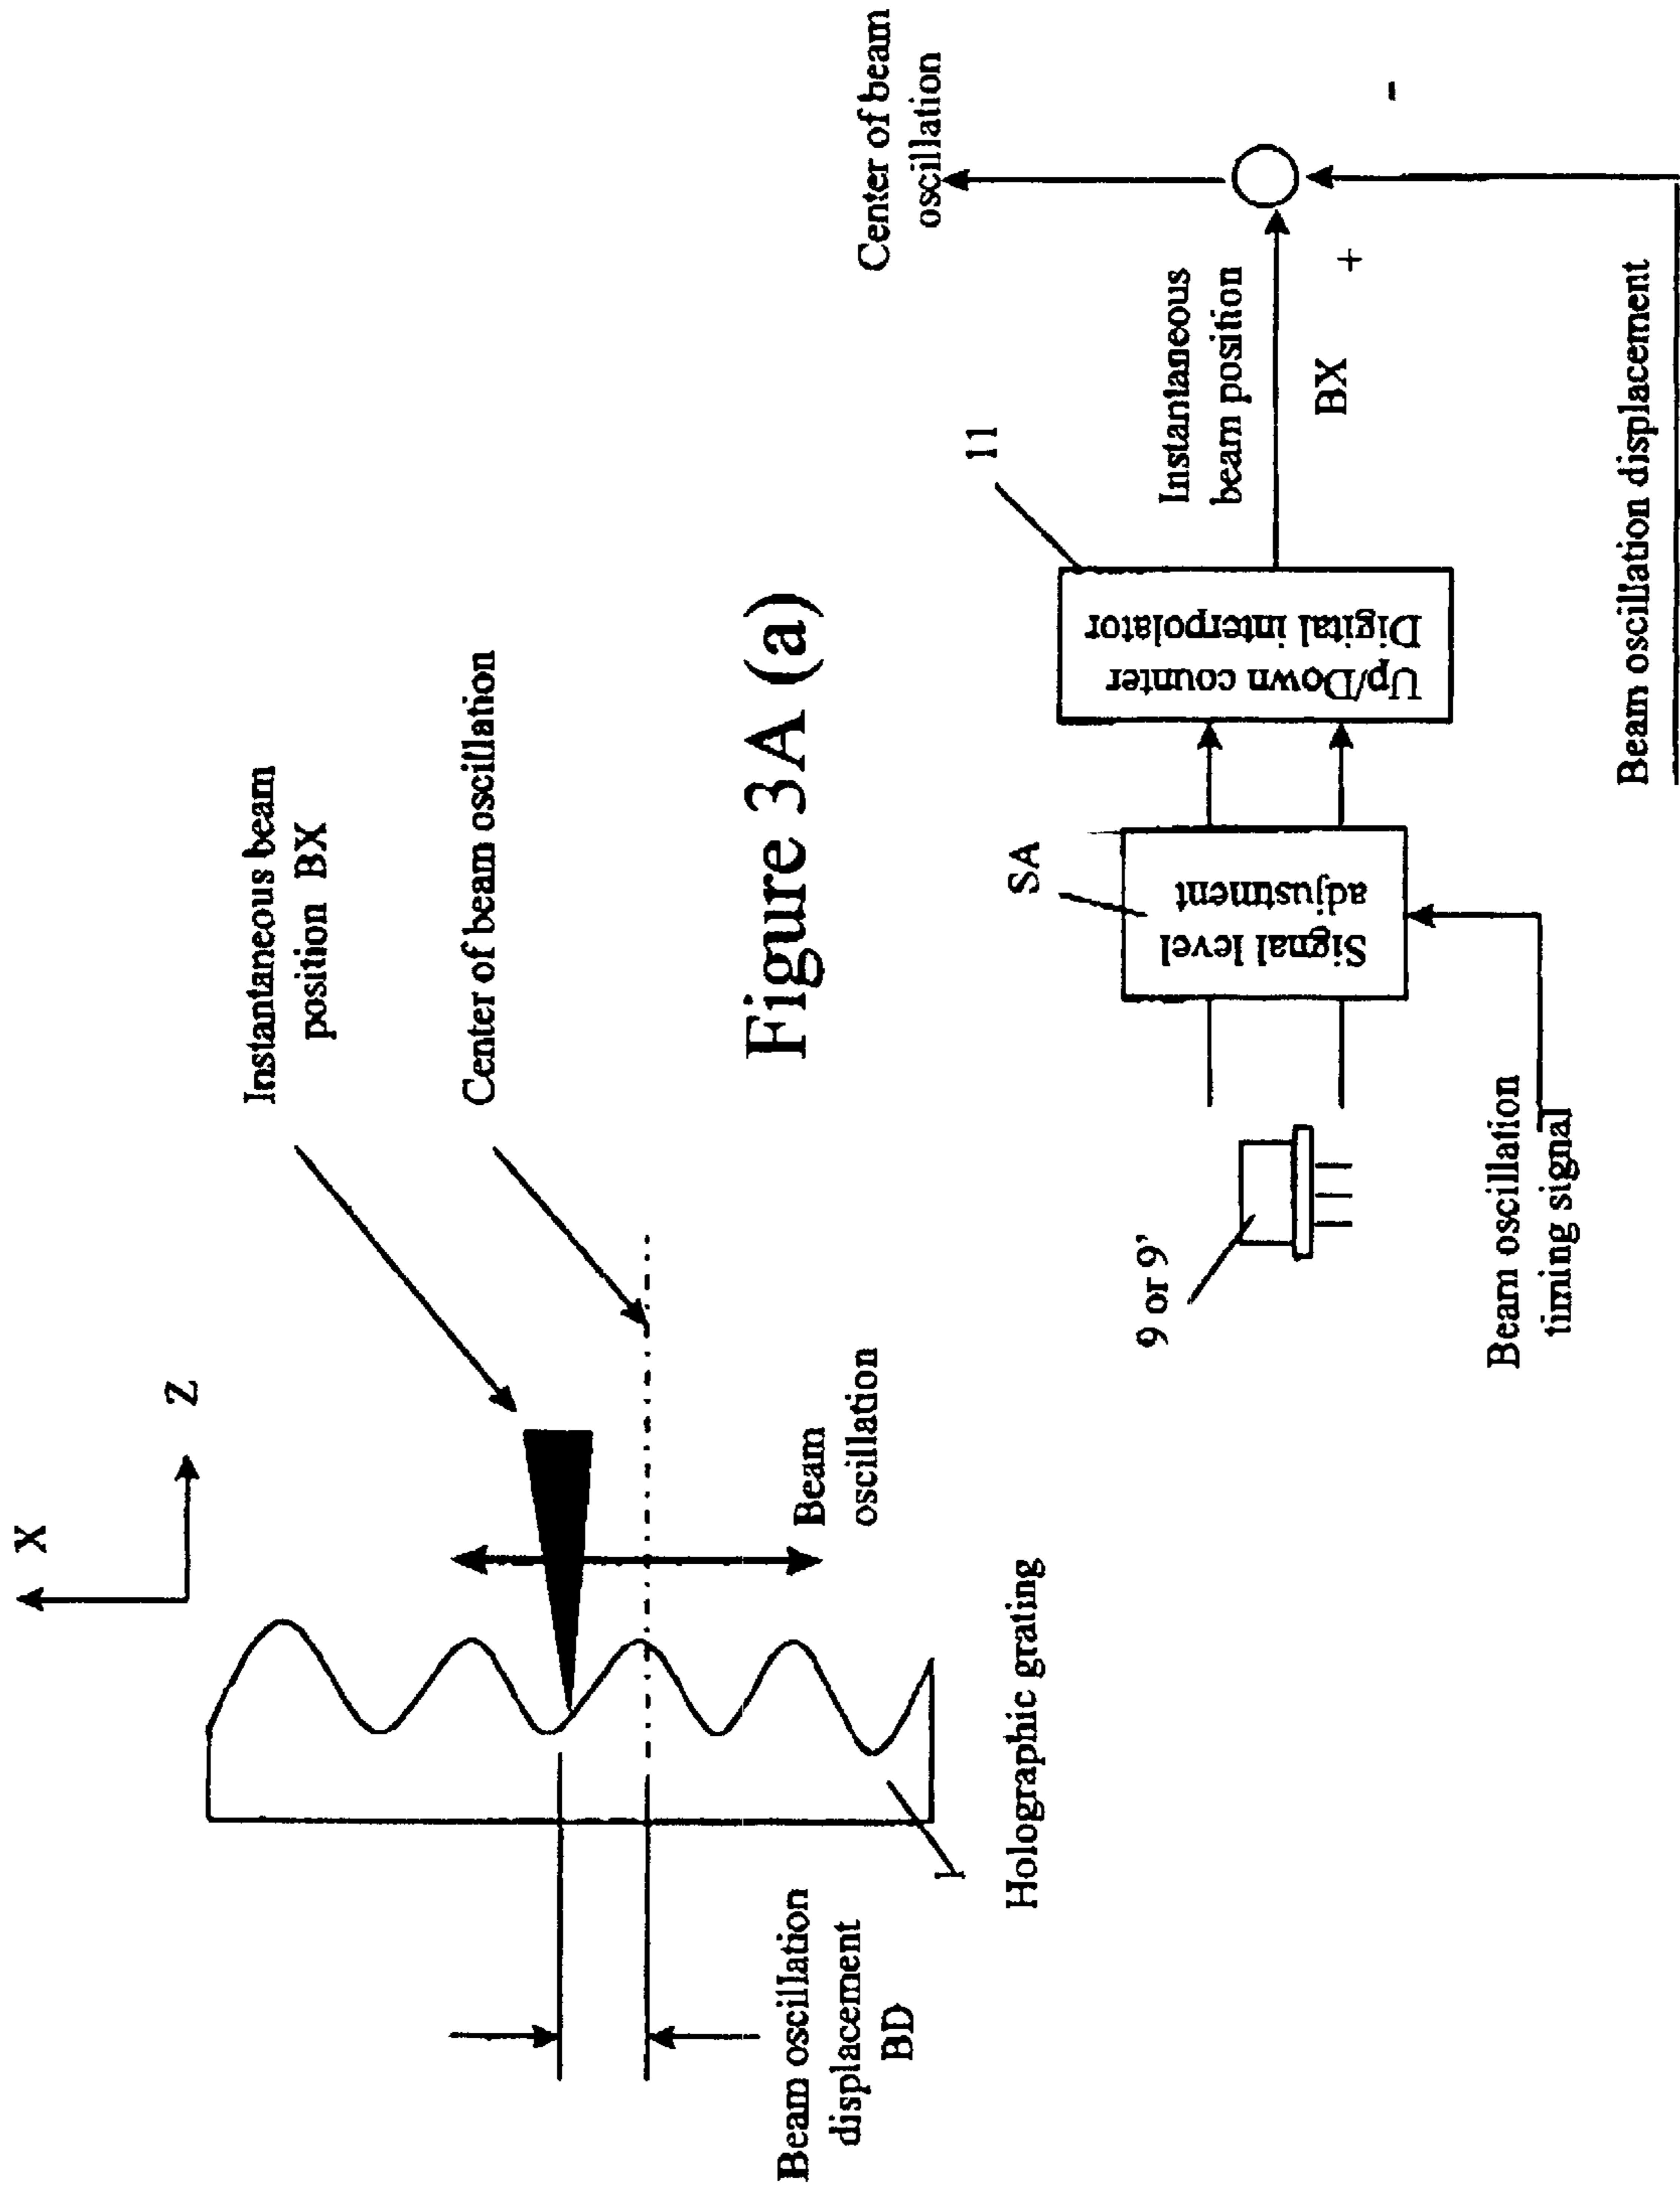 X
Z
Instantaneous beam
position BX
Center of beam oscillation
Beam
oscillation
Beam oscillation
displacement
BD
1
Holographic grating
Figure 3A (a)
9 or 9'
SA
Signal level
adjustment
Beam oscillation
timing signal
11
Up/Down counter
Digital interpolator
Instantaneous
beam position
BX
+
-
Center of beam
oscillation
Beam oscillation displacement